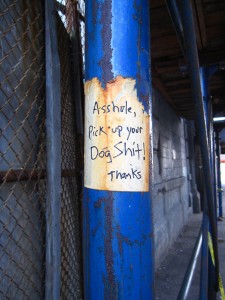 Asshole,
Pick up your
Dog Shit!
Thanks